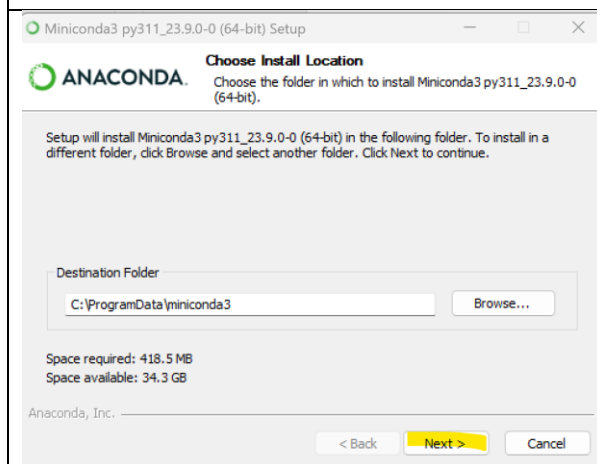 Miniconda3 py311_23.9.0-0 (64-bit) Setup
ANACONDA.
Choose Install Location
Choose the folder in which to install Miniconda3 py311_23.9.0-0
(64-bit).
Setup will install Miniconda3 py311_23.9.0-0 (64-bit) in the following folder. To install in a
different folder, click Browse and select another folder. Click Next to continue.
Destination Folder
C:\ProgramData\miniconda3
Browse...
Space required: 418.5 MB
Space available: 34.3 GB
Anaconda, Inc.
< Back
Next >
Cancel